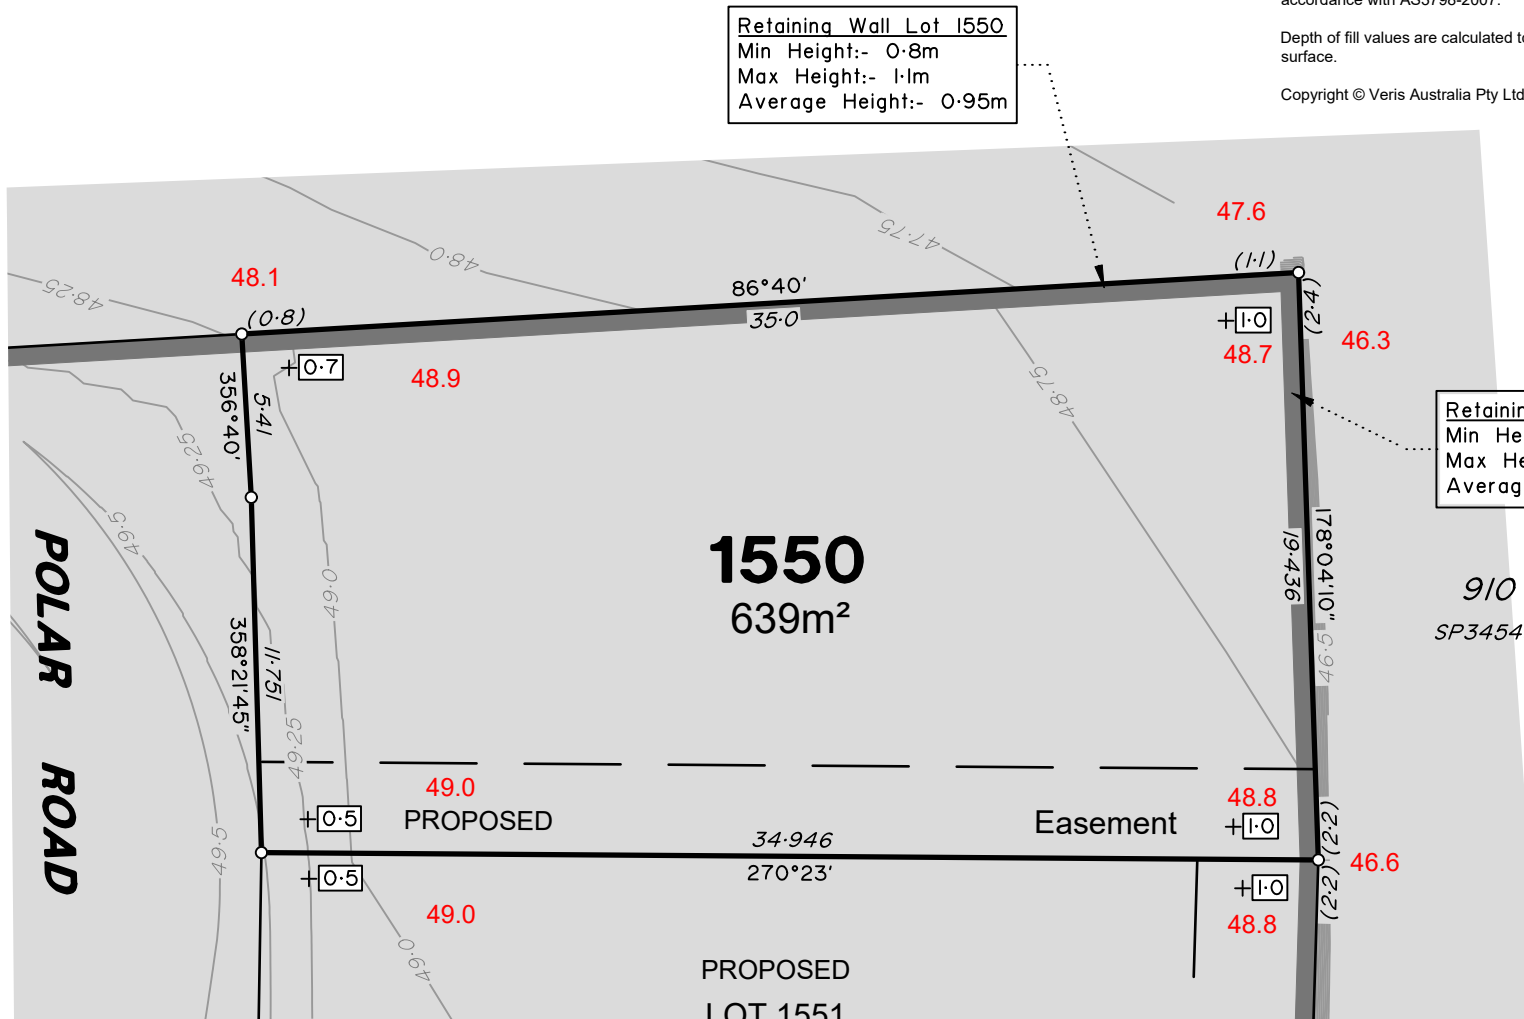 accordance with AS3798-2007.
Depth of fill values are calculated to
surface.
Copyright © Veris Australia Pty Ltd
Retaining Wall Lot 1550
Min Height:- 0·8m
Max Height:- 1·1m
Average Height:- 0·95m
47.6
47·75
48·0
48.1
48·25
(1·1)
86°40'
35·0
(0·8)
(2·4)
1·0
46.3
48.7
0·7
48.9
48·75
356°40'
5·41
49·25
49·5
Retainin
Min He
Max He
Averag
1550
639m²
178°04'10"
19·436
910
SP3454
46·5
49·0
358°21'45"
11·751
49·25
POLAR ROAD
49.0
48.8
0·5
PROPOSED
Easement
1·0
(2·2)
34·946
270°23'
49·5
46.6
0·5
1·0
(2·2)
49.0
48.8
49·0
PROPOSED
LOT 1551